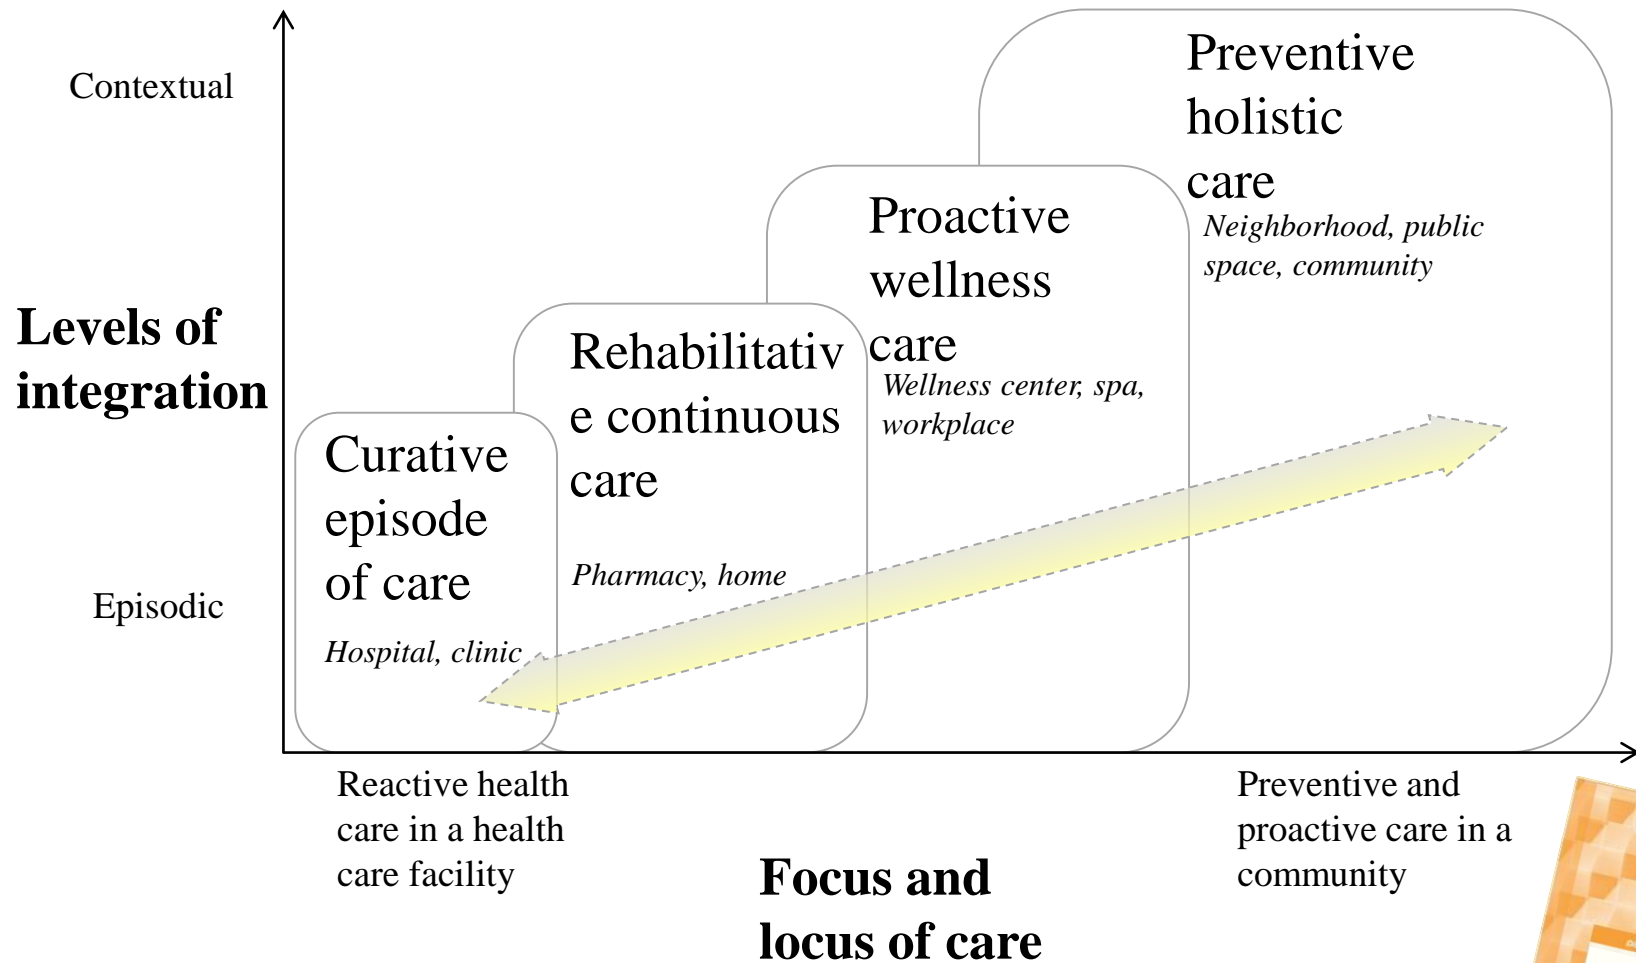 Contextual
Preventive
holistic
care
Neighborhood, public
space, community
Proactive
wellness
care
Wellness center, spa,
workplace
Levels of
integration
Rehabilitativ
e continuous
care
Pharmacy, home
Curative
episode
of care
Hospital, clinic
Episodic
Reactive health
care in a health
care facility
Preventive and
proactive care in a
community
Focus and
locus of care